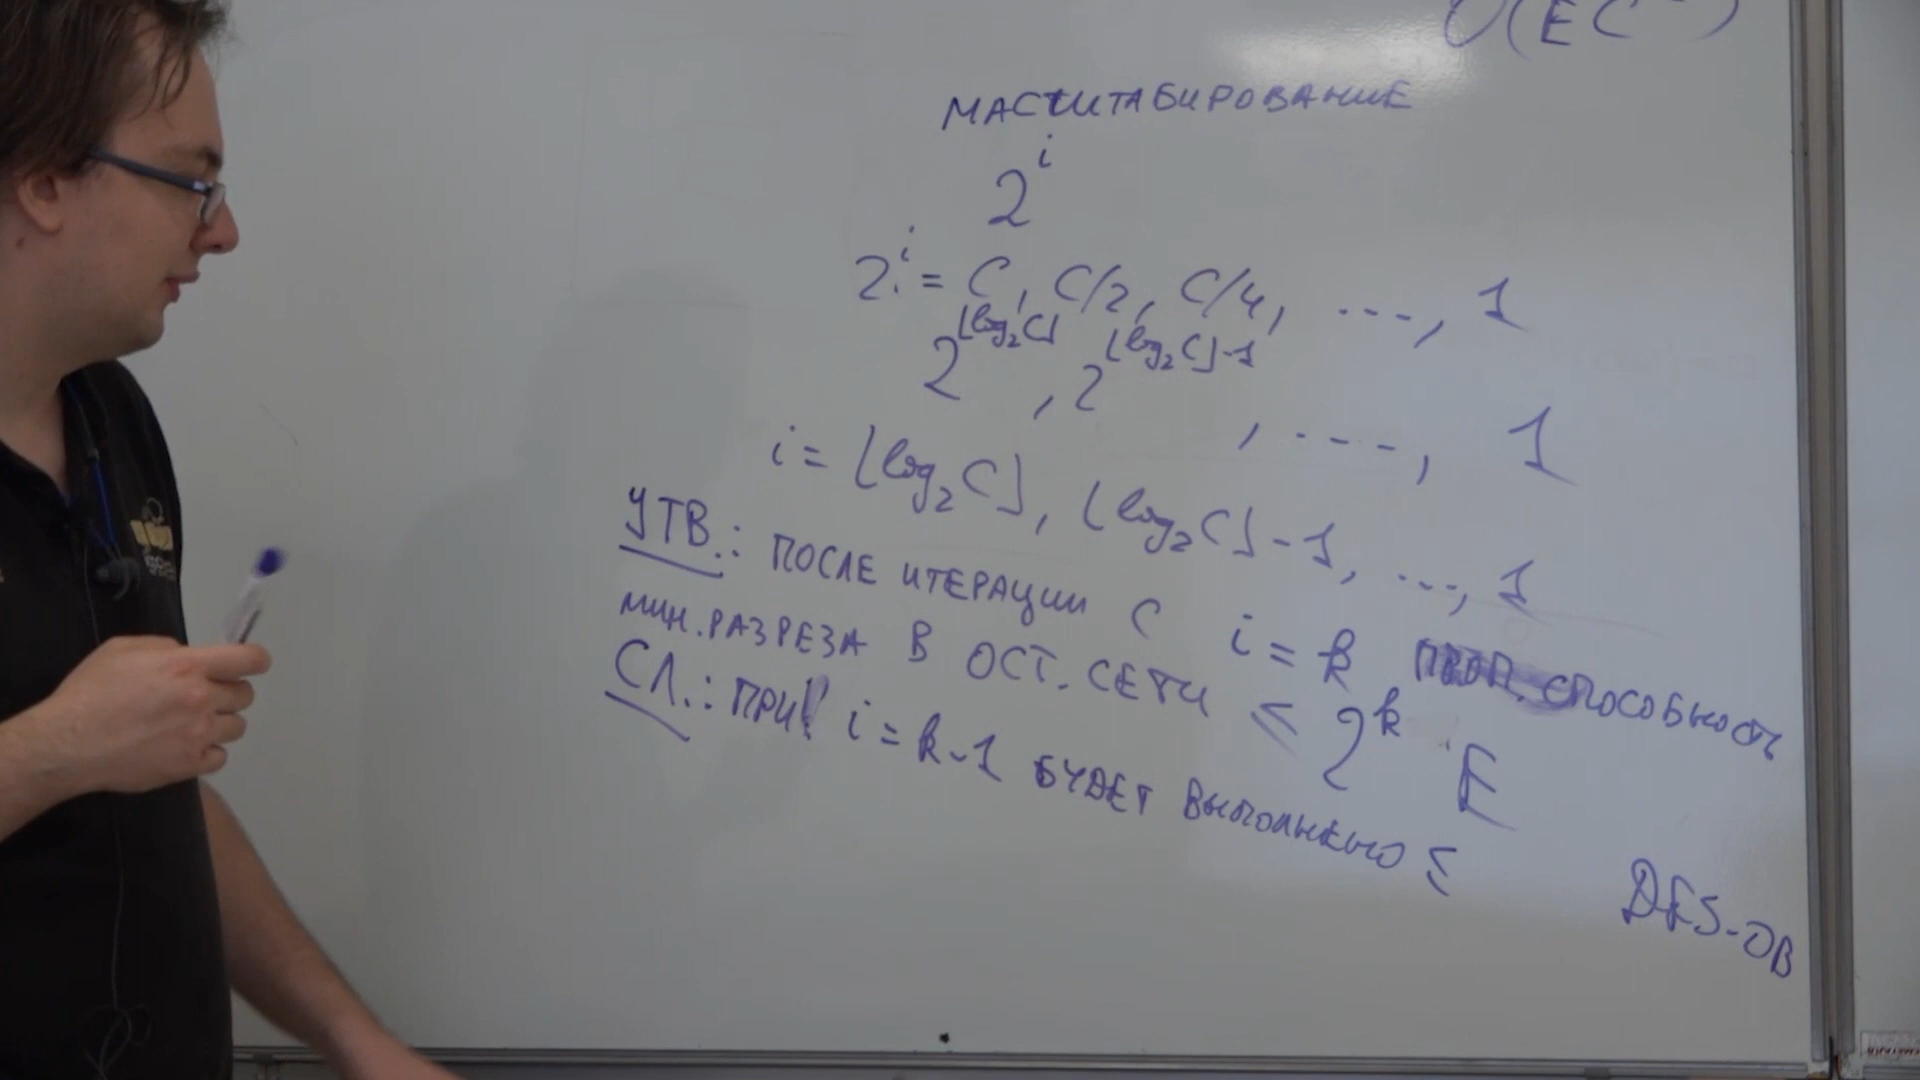 O(EC
МАСШТАБИРОВАНИЕ
2^i
2^i = C, C/2, C/4, ---, 1
2^⌊log₂C⌋, 2^⌊log₂C⌋-1, ---, 1
i = ⌊log₂C⌋, ⌊log₂C⌋-1, ..., 1
УТВ.: ПОСЛЕ ИТЕРАЦИИ С i = k ПРОП. СПОСОБНОСТЬ
МИН. РАЗРЕЗА В ОСТ. СЕТИ ≤ 2^k · E
СЛ.: ПРИ i = k-1 БУДЕТ ВЫПОЛНЕНО ≤
DFS-ОВ